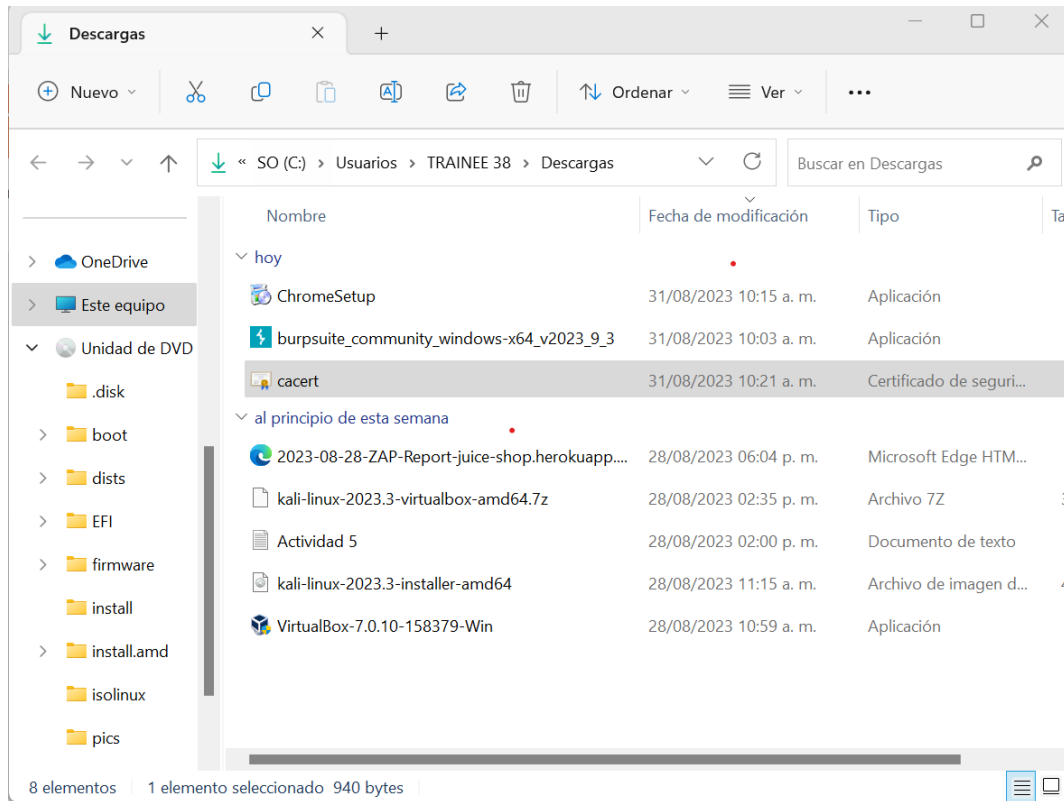 Descargas
Nuevo
Ordenar
Ver
« SO (C:) > Usuarios > TRAINEE 38 > Descargas
Buscar en Descargas
Nombre Fecha de modificación Tipo
hoy
ChromeSetup 31/08/2023 10:15 a. m. Aplicación
burpsuite_community_windows-x64_v2023_9_3 31/08/2023 10:03 a. m. Aplicación
cacert 31/08/2023 10:21 a. m. Certificado de seguri...
al principio de esta semana
2023-08-28-ZAP-Report-juice-shop.herokuapp.... 28/08/2023 06:04 p. m. Microsoft Edge HTM...
kali-linux-2023.3-virtualbox-amd64.7z 28/08/2023 02:35 p. m. Archivo 7Z
Actividad 5 28/08/2023 02:00 p. m. Documento de texto
kali-linux-2023.3-installer-amd64 28/08/2023 11:15 a. m. Archivo de imagen d...
VirtualBox-7.0.10-158379-Win 28/08/2023 10:59 a. m. Aplicación
OneDrive
Este equipo
Unidad de DVD
.disk
boot
dists
EFI
firmware
install
install.amd
isolinux
pics
8 elementos 1 elemento seleccionado 940 bytes